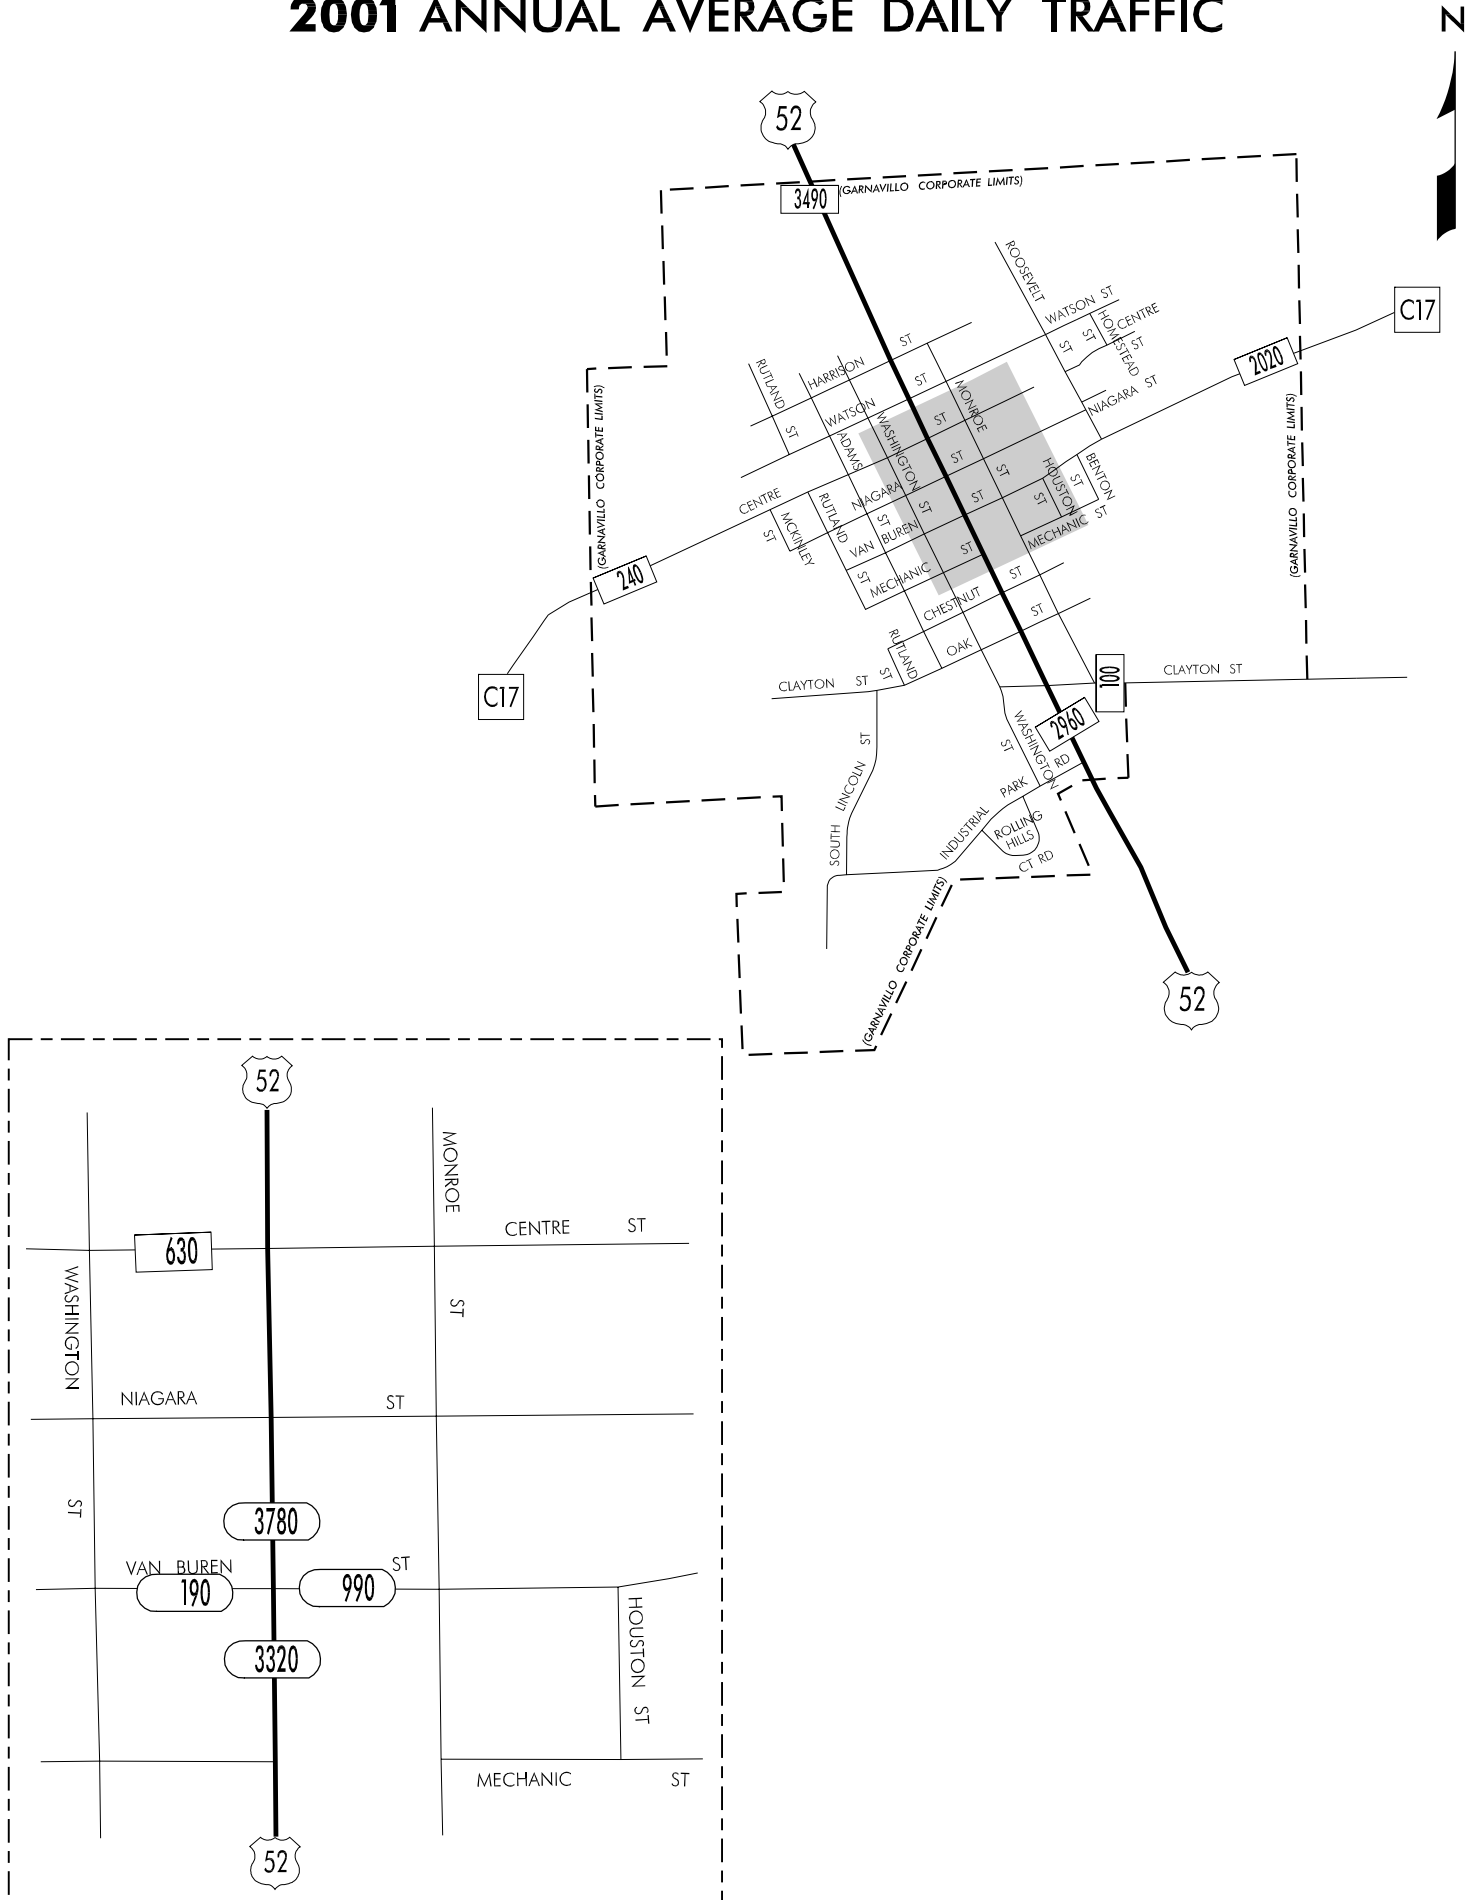 2001 ANNUAL AVERAGE DAILY TRAFFIC
N
52
(GARNAVILLO CORPORATE LIMITS)
3490
ROOSEVELT
ST
WATSON ST
HOMESTEAD
ST
CENTRE
ST
C17
2020
RUTLAND
ST
HARRISON
ST
WATSON
ST
MONROE
ST
NIAGARA ST
(GARNAVILLO CORPORATE LIMITS)
(GARNAVILLO CORPORATE LIMITS)
ADAMS
ST
WASHINGTON
ST
ST
ST
HOUSTON
ST
BENTON
ST
CENTRE
MCKINLEY
ST
RUTLAND
ST
NIAGARA
VAN BUREN
ST
MECHANIC
ST
MECHANIC ST
240
CHESTNUT
ST
OAK
ST
RUTLAND
ST
C17
CLAYTON ST
100
CLAYTON ST
2960
WASHINGTON
ST
SOUTH LINCOLN ST
INDUSTRIAL PARK RD
ROLLING
HILLS
CT RD
(GARNAVILLO CORPORATE LIMITS)
52
52
MONROE
ST
CENTRE ST
630
WASHINGTON
ST
NIAGARA ST
3780
VAN BUREN ST
190
990
HOUSTON ST
3320
MECHANIC ST
52